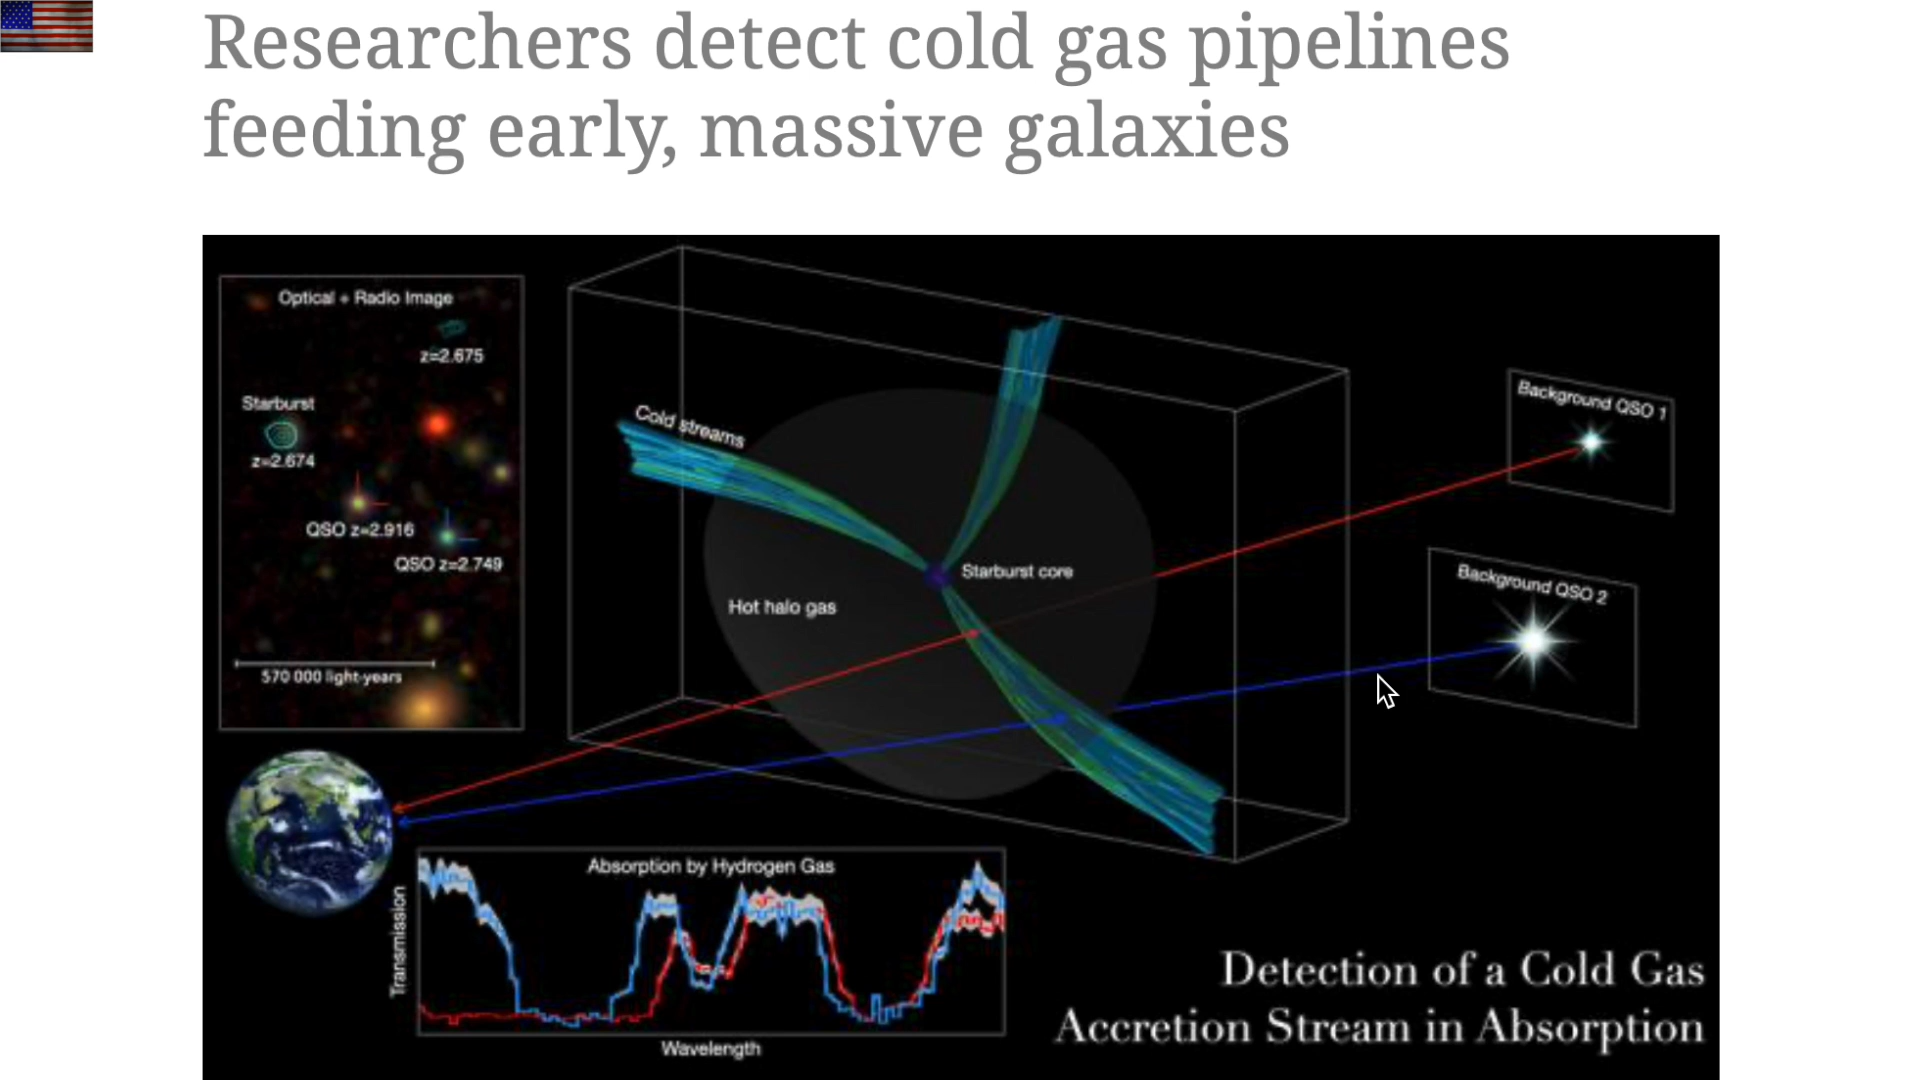 Researchers detect cold gas pipelines
feeding early, massive galaxies
Optical + Radio Image
z=2.675
Starburst
z=2.674
QSO z=2.916
QSO z=2.749
570 000 light-years
Cold streams
Starburst core
Hot halo gas
Background QSO 1
Background QSO 2
Absorption by Hydrogen Gas
Transmission
Wavelength
Detection of a Cold Gas
Accretion Stream in Absorption